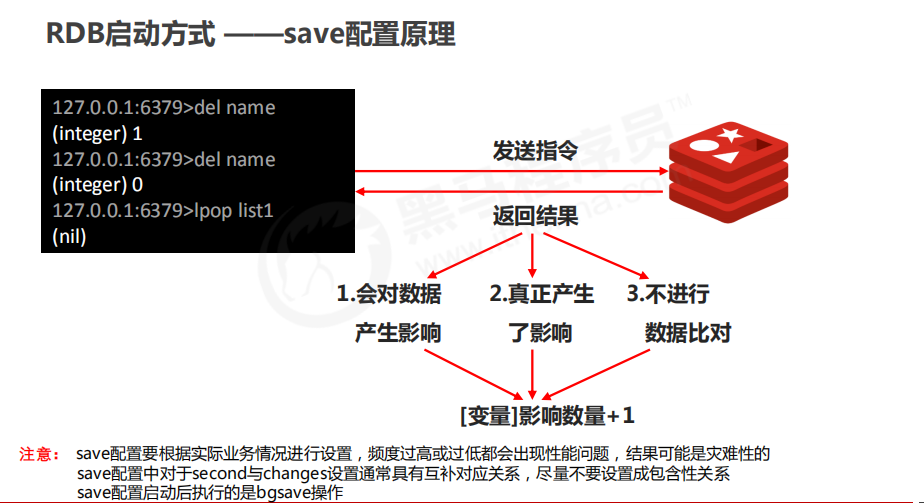 RDB启动方式 ——save配置原理
127.0.0.1:6379>del name
(integer) 1
127.0.0.1:6379>del name
(integer) 0
127.0.0.1:6379>lpop list1
(nil)
发送指令
返回结果
1.会对数据
产生影响
2.真正产生
了影响
3.不进行
数据比对
[变量]影响数量+1
注意： save配置要根据实际业务情况进行设置，频度过高或过低都会出现性能问题，结果可能是灾难性的
save配置中对于second与changes设置通常具有互补对应关系，尽量不要设置成包含性关系
save配置启动后执行的是bgsave操作
黑马程序员™